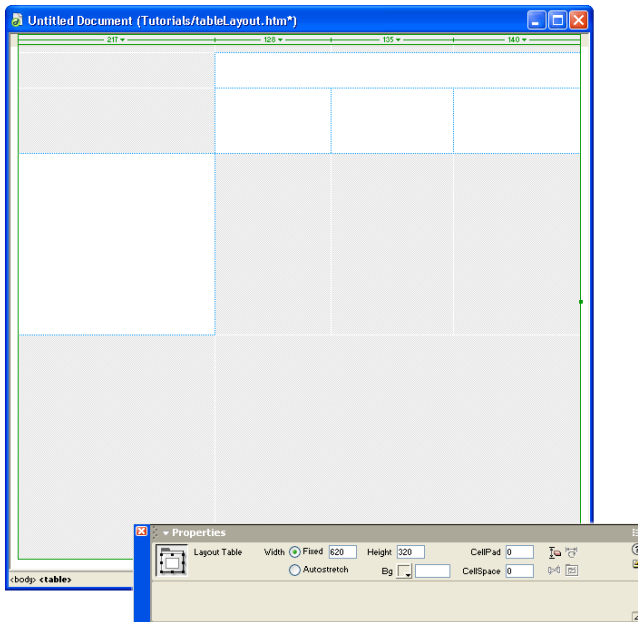 Untitled Document (Tutorials/tableLayout.htm*)
217 128 135 140
Properties
Layout Table Width Fixed 620 Height 320 CellPad 0
Autostretch Bg CellSpace 0
<body> <table>